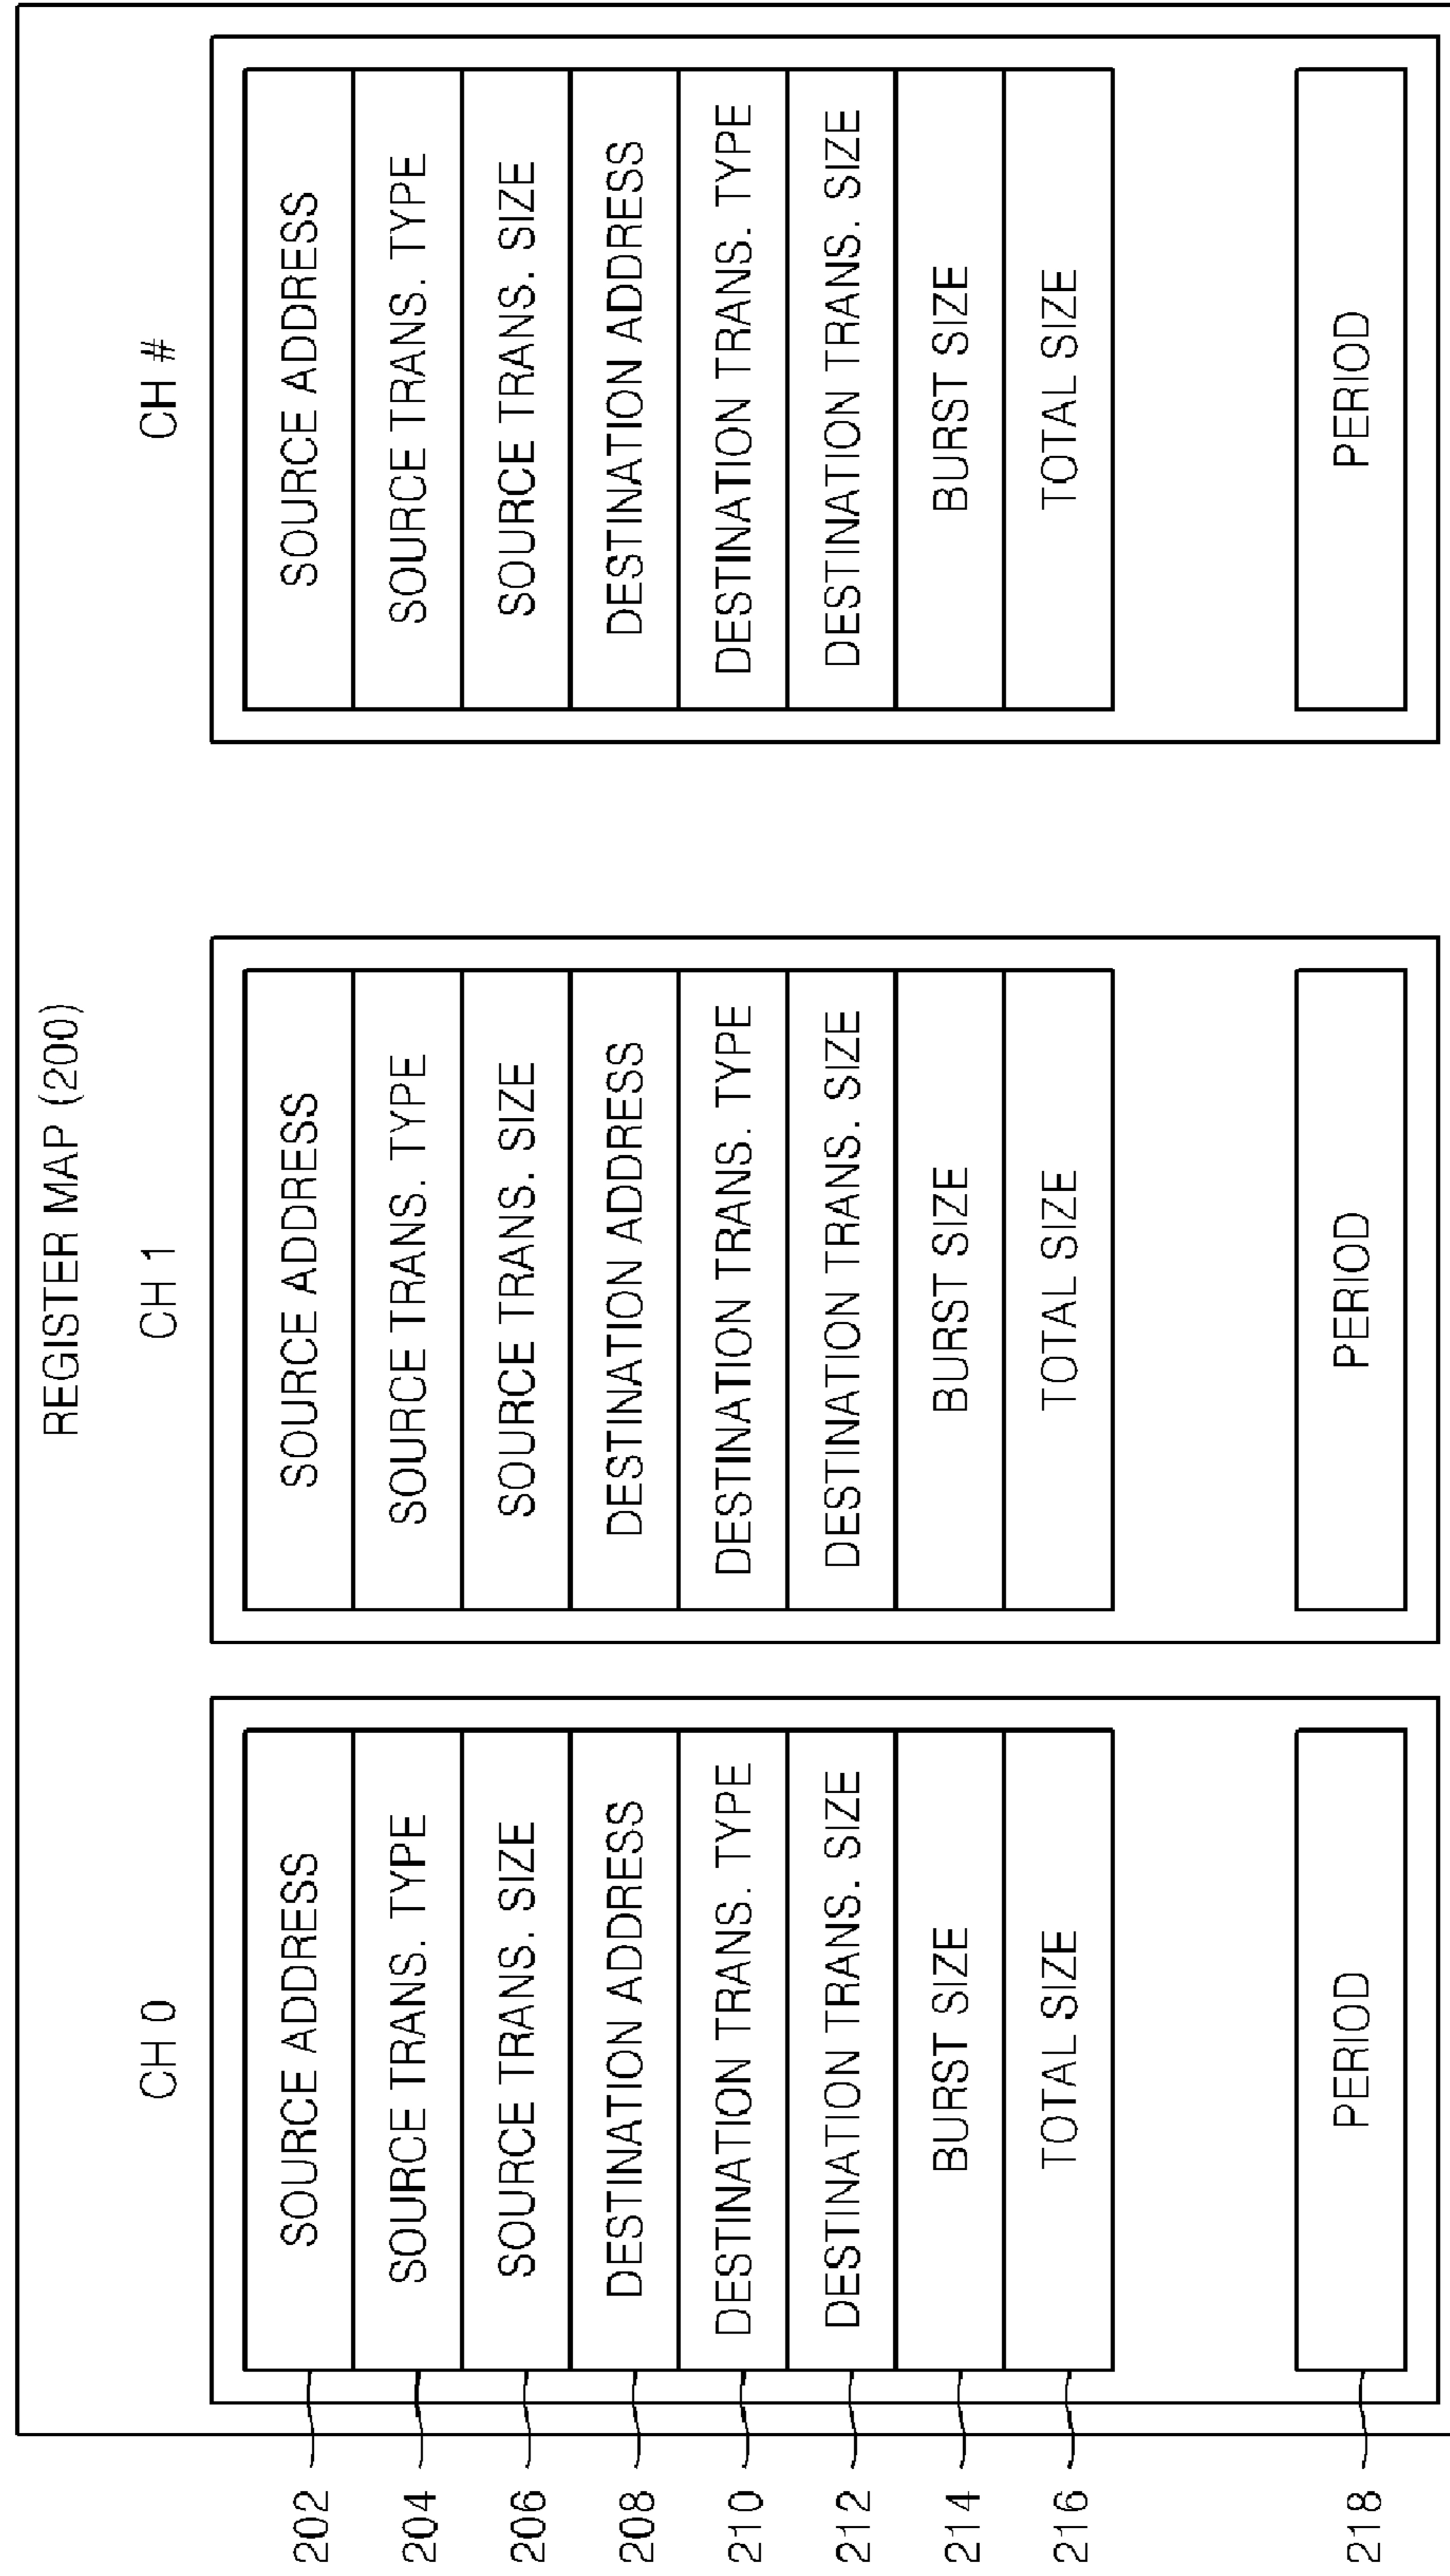 REGISTER MAP (200)
CH 0
CH 1
CH #
202
SOURCE ADDRESS
SOURCE ADDRESS
SOURCE ADDRESS
204
SOURCE TRANS. TYPE
SOURCE TRANS. TYPE
SOURCE TRANS. TYPE
206
SOURCE TRANS. SIZE
SOURCE TRANS. SIZE
SOURCE TRANS. SIZE
208
DESTINATION ADDRESS
DESTINATION ADDRESS
DESTINATION ADDRESS
210
DESTINATION TRANS. TYPE
DESTINATION TRANS. TYPE
DESTINATION TRANS. TYPE
212
DESTINATION TRANS. SIZE
DESTINATION TRANS. SIZE
DESTINATION TRANS. SIZE
214
BURST SIZE
BURST SIZE
BURST SIZE
216
TOTAL SIZE
TOTAL SIZE
TOTAL SIZE
218
PERIOD
PERIOD
PERIOD